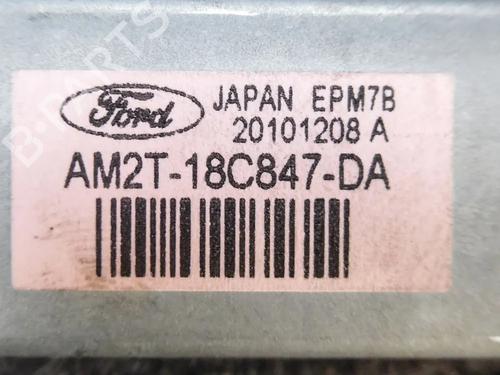 B-PARTS
Ford
JAPAN EPM7B
20101208 A
AM2T-18C847-DA